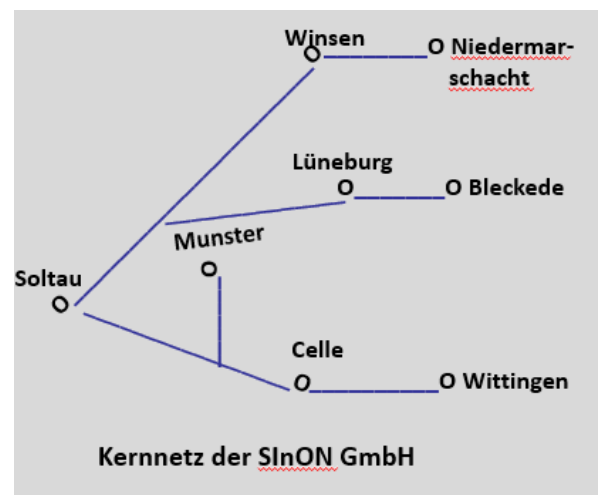 Winsen
O O Niedermar-
schacht
Lüneburg
O O Bleckede
Munster
O
Soltau
O
Celle
O O Wittingen
Kernnetz der SInON GmbH